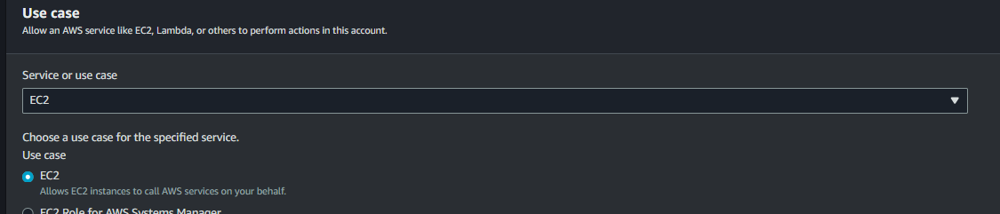 Use case
Allow an AWS service like EC2, Lambda, or others to perform actions in this account.
Service or use case
EC2
Choose a use case for the specified service.
Use case
EC2
Allows EC2 instances to call AWS services on your behalf.
EC2 Role for AWS Systems Manager